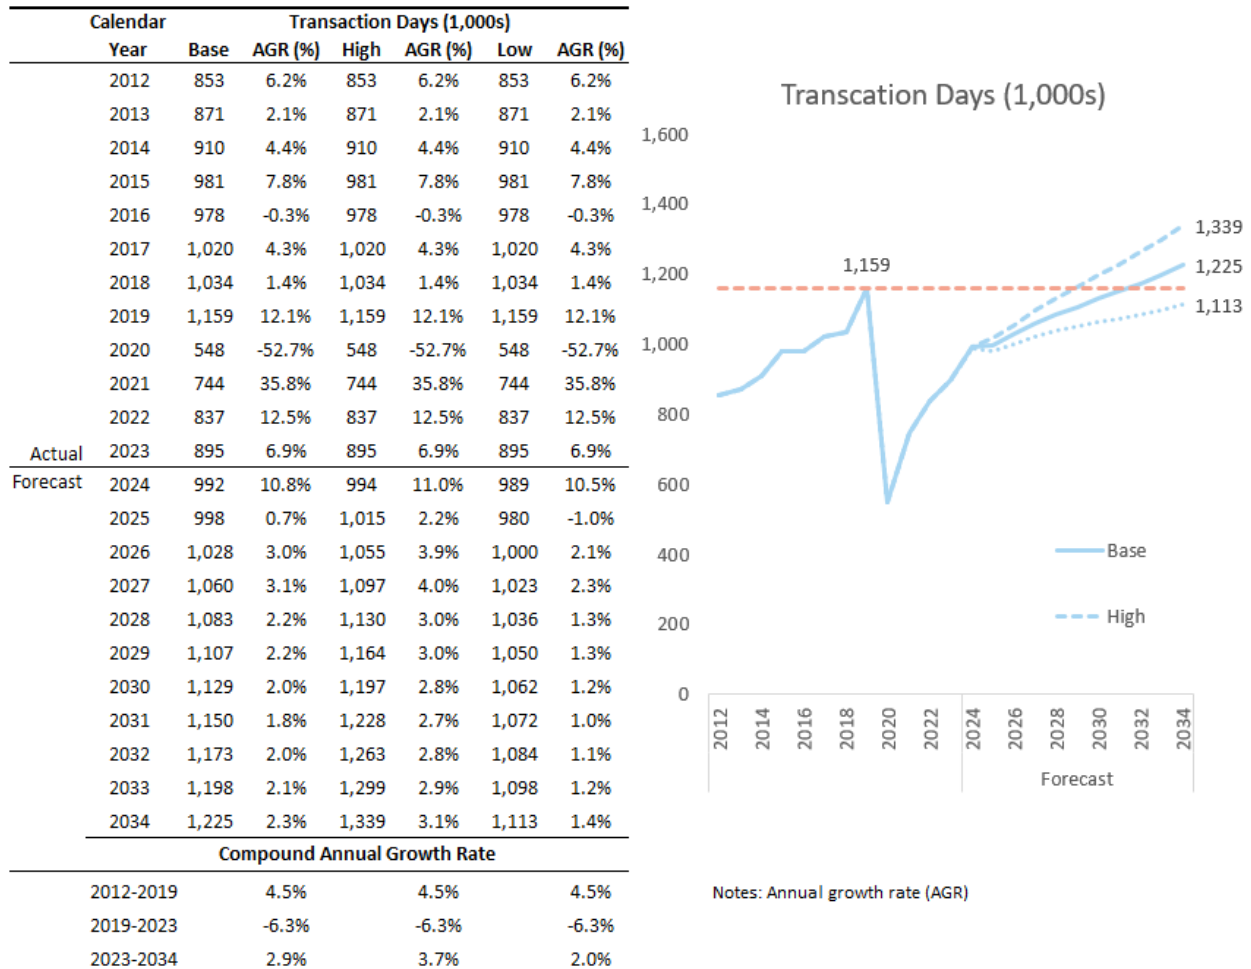 Calendar Transaction Days (1,000s)
Year Base AGR (%) High AGR (%) Low AGR (%)
2012 853 6.2% 853 6.2% 853 6.2%
2013 871 2.1% 871 2.1% 871 2.1%
2014 910 4.4% 910 4.4% 910 4.4%
2015 981 7.8% 981 7.8% 981 7.8%
2016 978 -0.3% 978 -0.3% 978 -0.3%
2017 1,020 4.3% 1,020 4.3% 1,020 4.3%
2018 1,034 1.4% 1,034 1.4% 1,034 1.4%
2019 1,159 12.1% 1,159 12.1% 1,159 12.1%
2020 548 -52.7% 548 -52.7% 548 -52.7%
2021 744 35.8% 744 35.8% 744 35.8%
2022 837 12.5% 837 12.5% 837 12.5%
Actual 2023 895 6.9% 895 6.9% 895 6.9%
Forecast 2024 992 10.8% 994 11.0% 989 10.5%
2025 998 0.7% 1,015 2.2% 980 -1.0%
2026 1,028 3.0% 1,055 3.9% 1,000 2.1%
2027 1,060 3.1% 1,097 4.0% 1,023 2.3%
2028 1,083 2.2% 1,130 3.0% 1,036 1.3%
2029 1,107 2.2% 1,164 3.0% 1,050 1.3%
2030 1,129 2.0% 1,197 2.8% 1,062 1.2%
2031 1,150 1.8% 1,228 2.7% 1,072 1.0%
2032 1,173 2.0% 1,263 2.8% 1,084 1.1%
2033 1,198 2.1% 1,299 2.9% 1,098 1.2%
2034 1,225 2.3% 1,339 3.1% 1,113 1.4%
Compound Annual Growth Rate
2012-2019 4.5% 4.5% 4.5%
2019-2023 -6.3% -6.3% -6.3%
2023-2034 2.9% 3.7% 2.0%
Transcation Days (1,000s)
1,600
1,400
1,200
1,000
800
600
400
200
0
1,159
1,339
1,225
1,113
Base
High
2012 2014 2016 2018 2020 2022 2024 2026 2028 2030 2032 2034
Forecast
Notes: Annual growth rate (AGR)